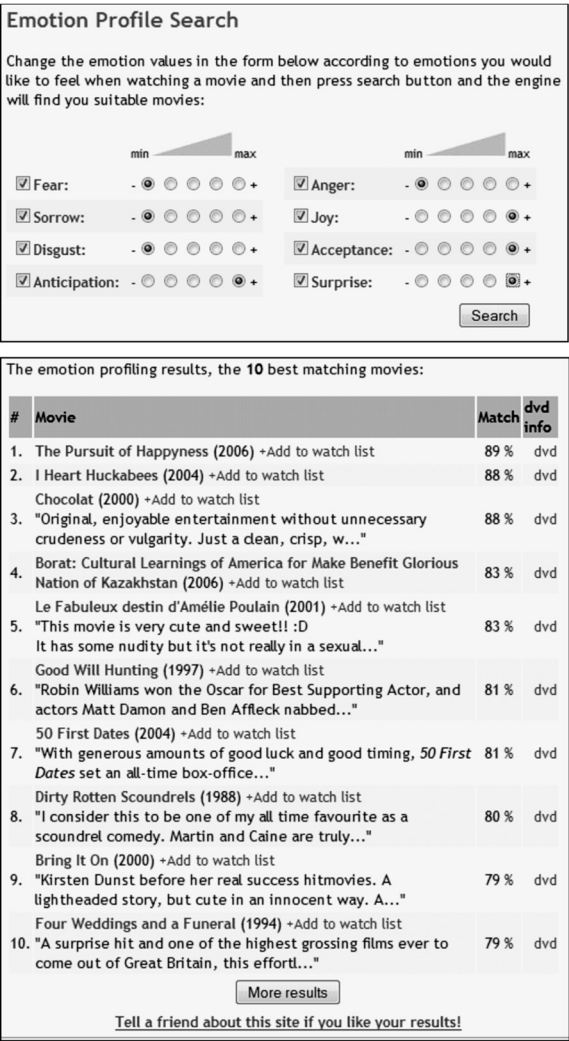 Emotion Profile Search
Change the emotion values in the form below according to emotions you would
like to feel when watching a movie and then press search button and the engine
will find you suitable movies:
min max min max
Fear: - + Anger: - +
Sorrow: - + Joy: - +
Disgust: - + Acceptance: - +
Anticipation: - + Surprise: - +
Search
The emotion profiling results, the 10 best matching movies:
# Movie Match dvd
info
1. The Pursuit of Happyness (2006) +Add to watch list 89 % dvd
2. I Heart Huckabees (2004) +Add to watch list 88 % dvd
Chocolat (2000) +Add to watch list
3. "Original, enjoyable entertainment without unnecessary 88 % dvd
crudeness or vulgarity. Just a clean, crisp, w..."
Borat: Cultural Learnings of America for Make Benefit Glorious
4. Nation of Kazakhstan (2006) +Add to watch list 83 % dvd
Le Fabuleux destin d'Amélie Poulain (2001) +Add to watch list
5. "This movie is very cute and sweet!! :D 83 % dvd
It has some nudity but it's not really in a sexual..."
Good Will Hunting (1997) +Add to watch list
6. "Robin Williams won the Oscar for Best Supporting Actor, and 81 % dvd
actors Matt Damon and Ben Affleck nabbed..."
50 First Dates (2004) +Add to watch list
7. "With generous amounts of good luck and good timing, 50 First 81 % dvd
Dates set an all-time box-office..."
Dirty Rotten Scoundrels (1988) +Add to watch list
8. "I consider this to be one of my all time favourite as a 80 % dvd
scoundrel comedy. Martin and Caine are truly..."
Bring It On (2000) +Add to watch list
9. "Kirsten Dunst before her real success hitmovies. A 79 % dvd
lightheaded story, but cute in an innocent way. A..."
Four Weddings and a Funeral (1994) +Add to watch list
10. "A surprise hit and one of the highest grossing films ever to 79 % dvd
come out of Great Britain, this effortl..."
More results
Tell a friend about this site if you like your results!